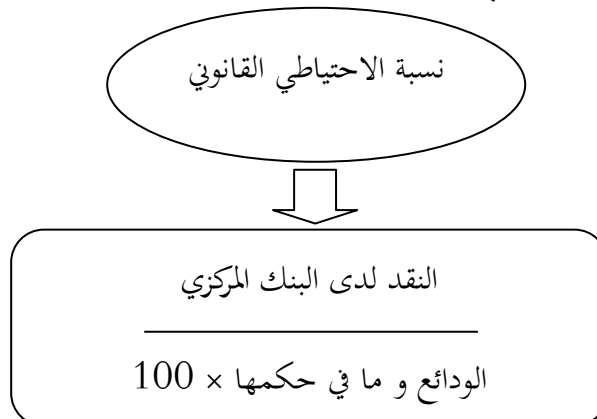 نسبة الاحتياطي القانوني
النقد لدى البنك المركزي
الودائع و ما في حكمها × 100